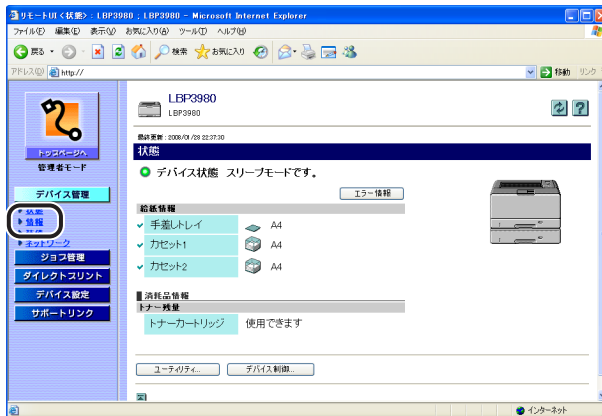 リモートUI <状態> : LBP3980 ; LBP3980 - Microsoft Internet Explorer
ファイル(F) 編集(E) 表示(V) お気に入り(A) ツール(T) ヘルプ(H)
戻る 検索 お気に入り
アドレス(D) http:// 移動 リンク
LBP3980
LBP3980
最終更新 : 2008/01/28 22:37:30
トップページへ
管理者モード
状態
デバイス状態 スリープモードです。
エラー情報
デバイス管理
状態
情報
ネットワーク
ジョブ管理
ダイレクトプリント
デバイス設定
サポートリンク
給紙情報
手差しトレイ A4
カセット1 A4
カセット2 A4
消耗品情報
トナー残量
トナーカートリッジ 使用できます
ユーティリティ... デバイス制御...
インターネット